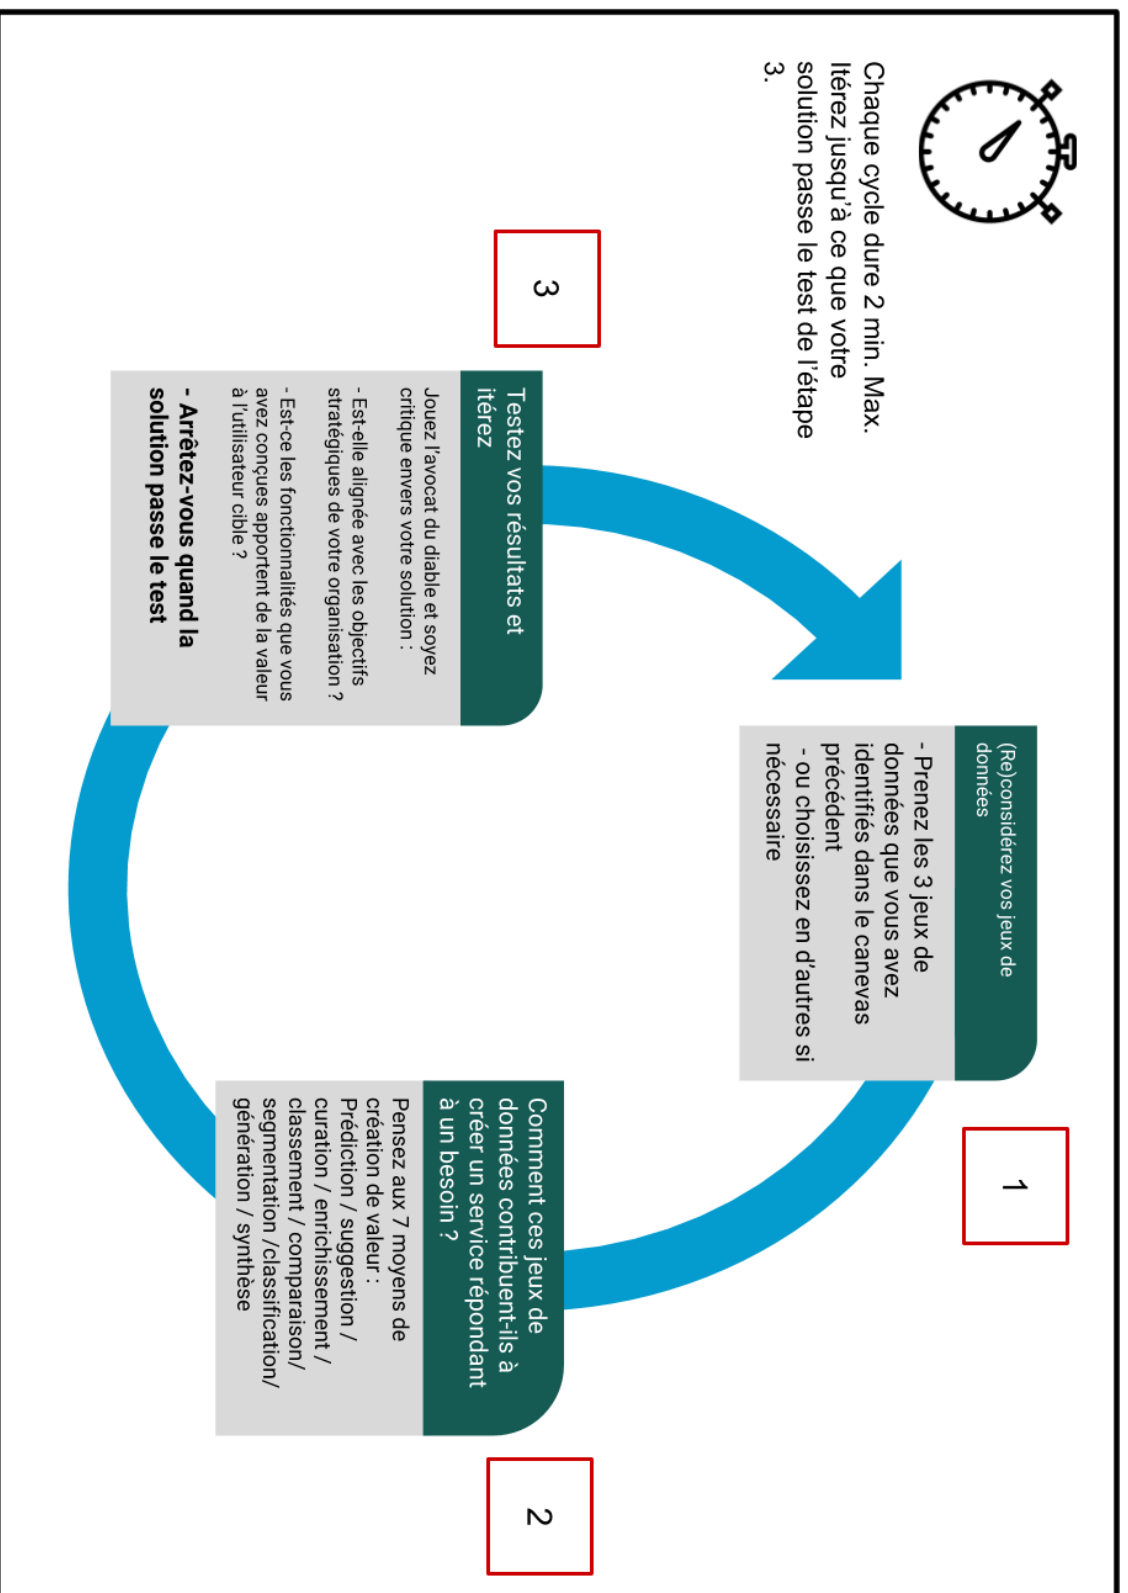 Chaque cycle dure 2 min. Max.
Itérez jusqu'à ce que votre
solution passe le test de l'étape
3.
1
(Re)considérez vos jeux de
données
- Prenez les 3 jeux de
données que vous avez
identifiés dans le canevas
précédent
- ou choisissez en d'autres si
nécessaire
2
Comment ces jeux de
données contribuent-ils à
créer un service répondant
à un besoin ?
Pensez aux 7 moyens de
création de valeur :
Prédiction / suggestion /
curation / enrichissement /
classement / comparaison/
segmentation /classification/
génération / synthèse
3
Testez vos résultats et
itérez
Jouez l'avocat du diable et soyez
critique envers votre solution :
- Est-elle alignée avec les objectifs
stratégiques de votre organisation ?
- Est-ce les fonctionnalités que vous
avez conçues apportent de la valeur
à l'utilisateur cible ?
- Arrêtez-vous quand la
solution passe le test